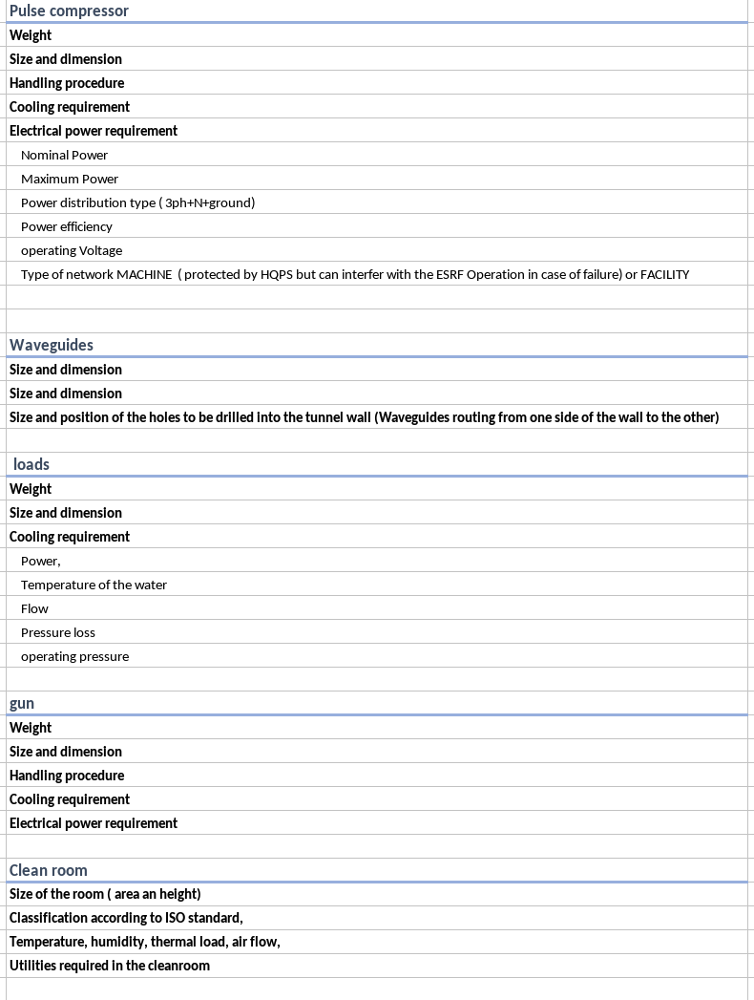 Pulse compressor
Weight
Size and dimension
Handling procedure
Cooling requirement
Electrical power requirement
Nominal Power
Maximum Power
Power distribution type ( 3ph+N+ground)
Power efficiency
operating Voltage
Type of network MACHINE  ( protected by HQPS but can interfer with the ESRF Operation in case of failure) or FACILITY
Waveguides
Size and dimension
Size and dimension
Size and position of the holes to be drilled into the tunnel wall (Waveguides routing from one side of the wall to the other)
loads
Weight
Size and dimension
Cooling requirement
Power,
Temperature of the water
Flow
Pressure loss
operating pressure
gun
Weight
Size and dimension
Handling procedure
Cooling requirement
Electrical power requirement
Clean room
Size of the room ( area an height)
Classification according to ISO standard,
Temperature, humidity, thermal load, air flow,
Utilities required in the cleanroom